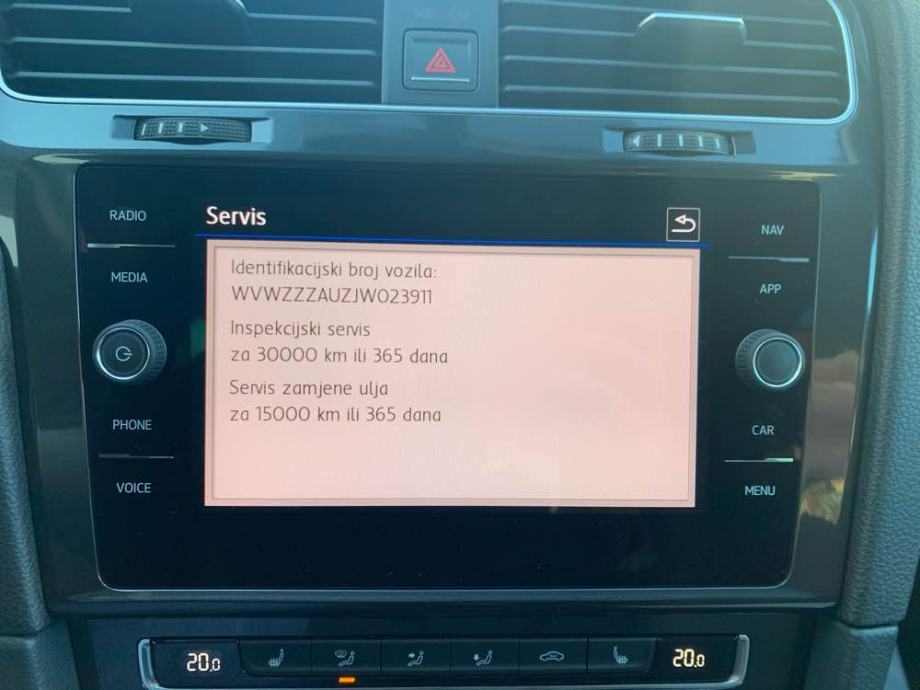 RADIO
MEDIA
PHONE
VOICE
Servis
Identifikacijski broj vozila:
WVWZZZAUZJW023911
Inspekcijski servis
za 30000 km ili 365 dana
Servis zamjene ulja
za 15000 km ili 365 dana
NAV
APP
CAR
MENU
20.0
20.0